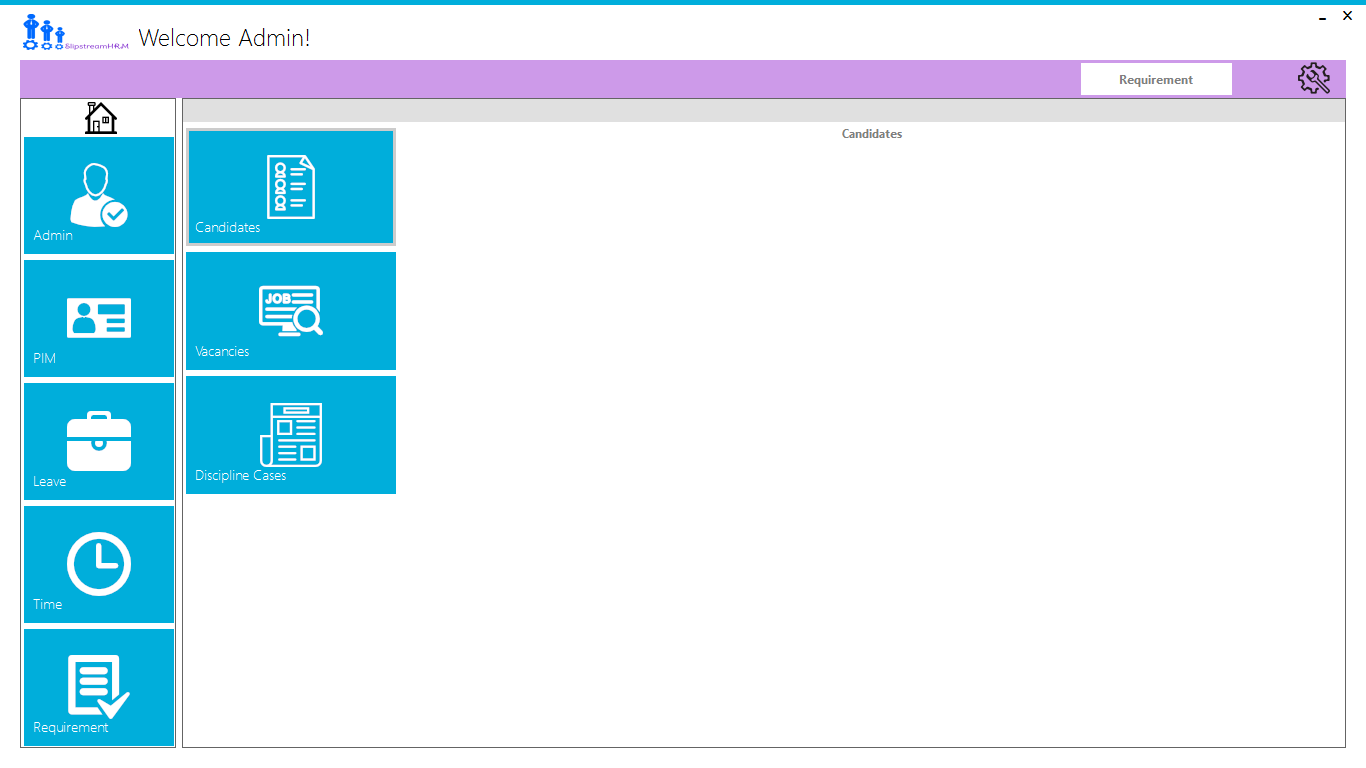 SlipstreamHRM
Welcome Admin!
Requirement
Admin
PIM
Leave
Time
Requirement
Candidates
JOB
Vacancies
Discipline Cases
Candidates